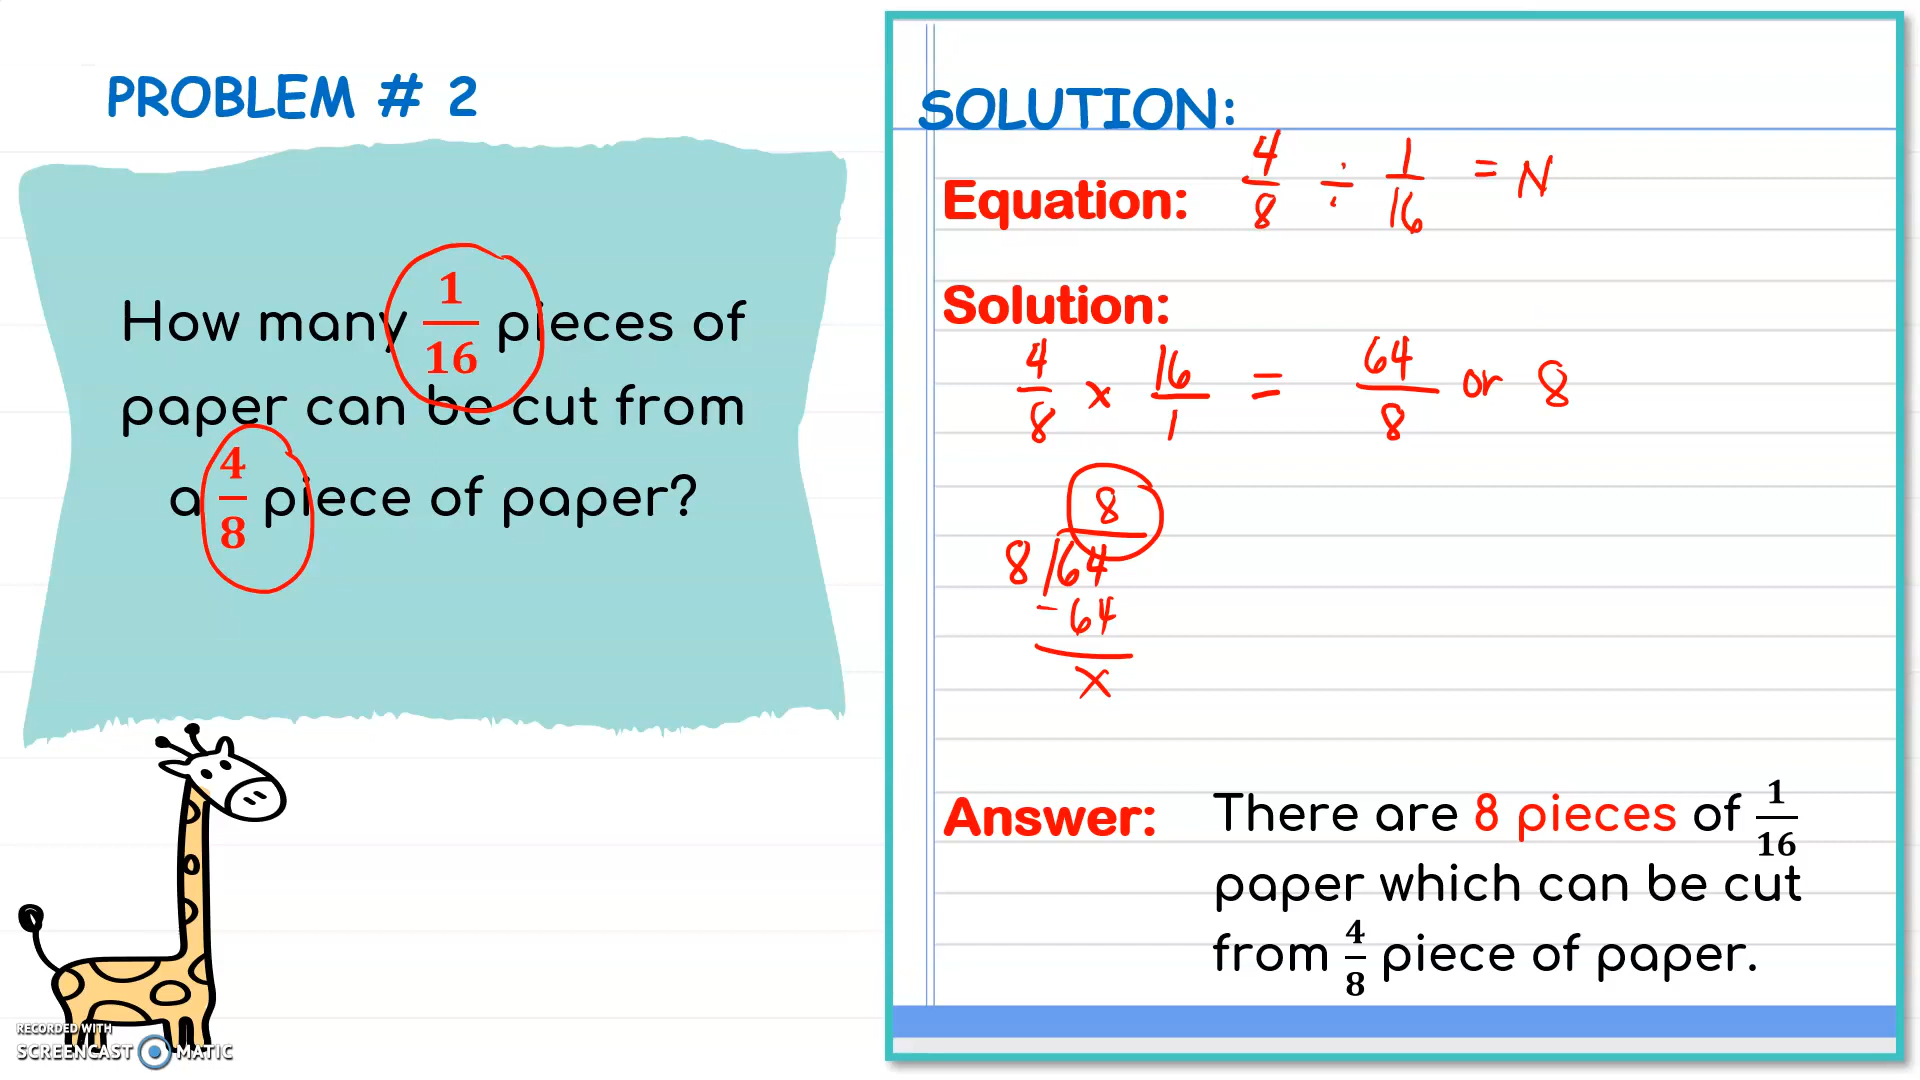 PROBLEM # 2
How many 1/16 pieces of
paper can be cut from
a 4/8 piece of paper?
SOLUTION:
Equation: 4/8 ÷ 1/16 = N
Solution:
4/8 x 16/1 = 64/8 or 8
8
8 /64
-64
x
Answer: There are 8 pieces of 1/16
paper which can be cut
from 4/8 piece of paper.
RECORDED WITH
SCREENCAST MATIC